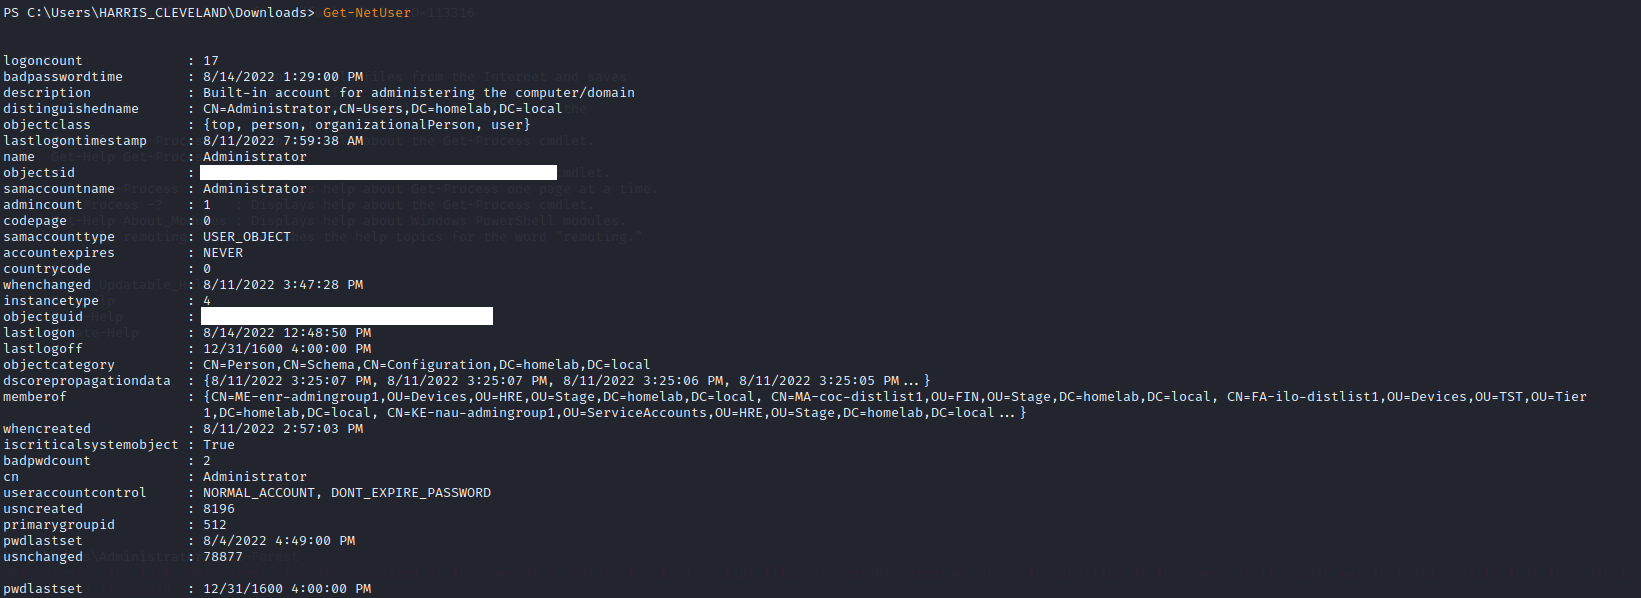 PS C:\Users\HARRIS_CLEVELAND\Downloads> Get-NetUser
logoncount : 17
badpasswordtime : 8/14/2022 1:29:00 PM
description : Built-in account for administering the computer/domain
distinguishedname : CN=Administrator,CN=Users,DC=homelab,DC=local
objectclass : {top, person, organizationalPerson, user}
lastlogontimestamp : 8/11/2022 7:59:38 AM
name : Administrator
objectsid :
samaccountname : Administrator
admincount : 1
codepage : 0
samaccounttype : USER_OBJECT
accountexpires : NEVER
countrycode : 0
whenchanged : 8/11/2022 3:47:28 PM
instancetype : 4
objectguid :
lastlogon : 8/14/2022 12:48:50 PM
lastlogoff : 12/31/1600 4:00:00 PM
objectcategory : CN=Person,CN=Schema,CN=Configuration,DC=homelab,DC=local
dscorepropagationdata : {8/11/2022 3:25:07 PM, 8/11/2022 3:25:07 PM, 8/11/2022 3:25:06 PM, 8/11/2022 3:25:05 PM...}
memberof : {CN=ME-enr-admingroup1,OU=Devices,OU=HRE,OU=Stage,DC=homelab,DC=local, CN=MA-coc-distlist1,OU=FIN,OU=Stage,DC=homelab,DC=local, CN=FA-ilo-distlist1,OU=Devices,OU=TST,OU=Tier
1,DC=homelab,DC=local, CN=KE-nau-admingroup1,OU=ServiceAccounts,OU=HRE,OU=Stage,DC=homelab,DC=local...}
whencreated : 8/11/2022 2:57:03 PM
iscriticalsystemobject : True
badpwdcount : 2
cn : Administrator
useraccountcontrol : NORMAL_ACCOUNT, DONT_EXPIRE_PASSWORD
usncreated : 8196
primarygroupid : 512
pwdlastset : 8/4/2022 4:49:00 PM
usnchanged : 78877
pwdlastset : 12/31/1600 4:00:00 PM